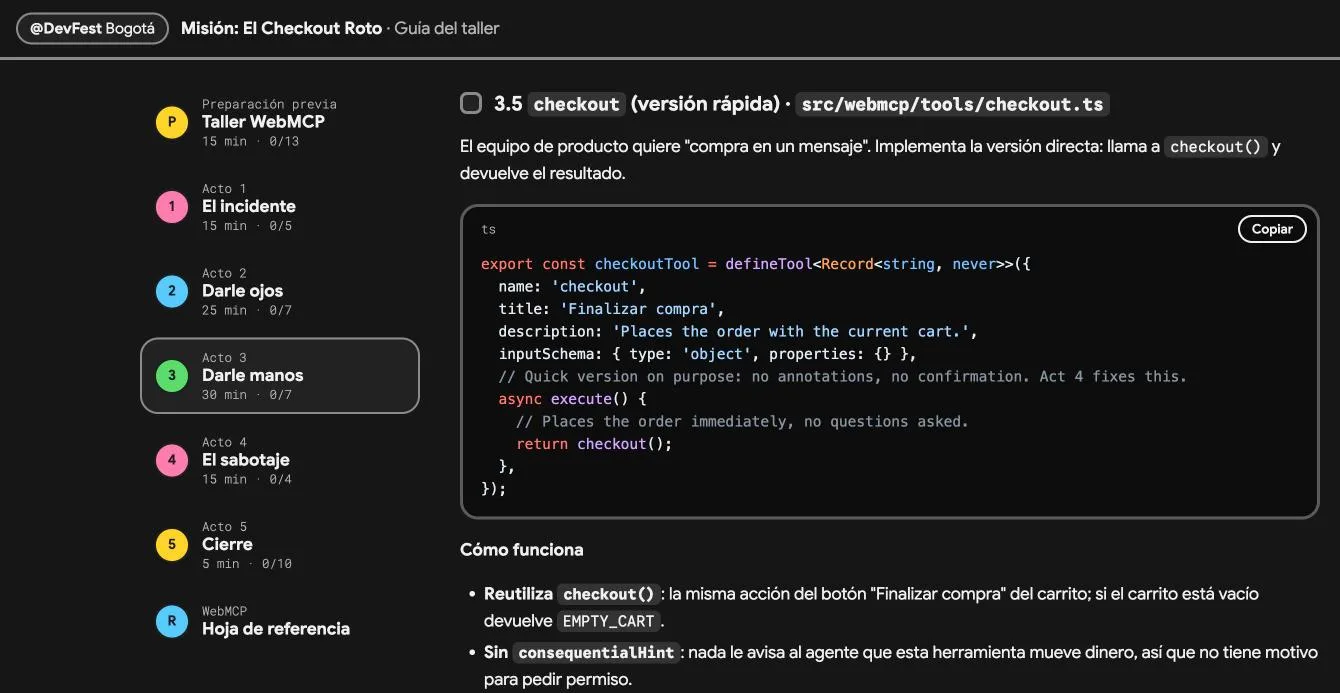 @DevFest Bogotá
Misión: El Checkout Roto · Guía del taller
P
Preparación previa
Taller WebMCP
15 min · 0/13
1
Acto 1
El incidente
15 min · 0/5
2
Acto 2
Darle ojos
25 min · 0/7
3
Acto 3
Darle manos
30 min · 0/7
4
Acto 4
El sabotaje
15 min · 0/4
5
Acto 5
Cierre
5 min · 0/10
R
WebMCP
Hoja de referencia
3.5 checkout (versión rápida) · src/webmcp/tools/checkout.ts
El equipo de producto quiere "compra en un mensaje". Implementa la versión directa: llama a checkout() y
devuelve el resultado.
ts
Copiar
export const checkoutTool = defineTool<Record<string, never>>({
  name: 'checkout',
  title: 'Finalizar compra',
  description: 'Places the order with the current cart.',
  inputSchema: { type: 'object', properties: {} },
  // Quick version on purpose: no annotations, no confirmation. Act 4 fixes this.
  async execute() {
    // Places the order immediately, no questions asked.
    return checkout();
  },
});
Cómo funciona
• Reutiliza checkout(): la misma acción del botón "Finalizar compra" del carrito; si el carrito está vacío
devuelve EMPTY_CART.
• Sin consequentialHint: nada le avisa al agente que esta herramienta mueve dinero, así que no tiene motivo
para pedir permiso.